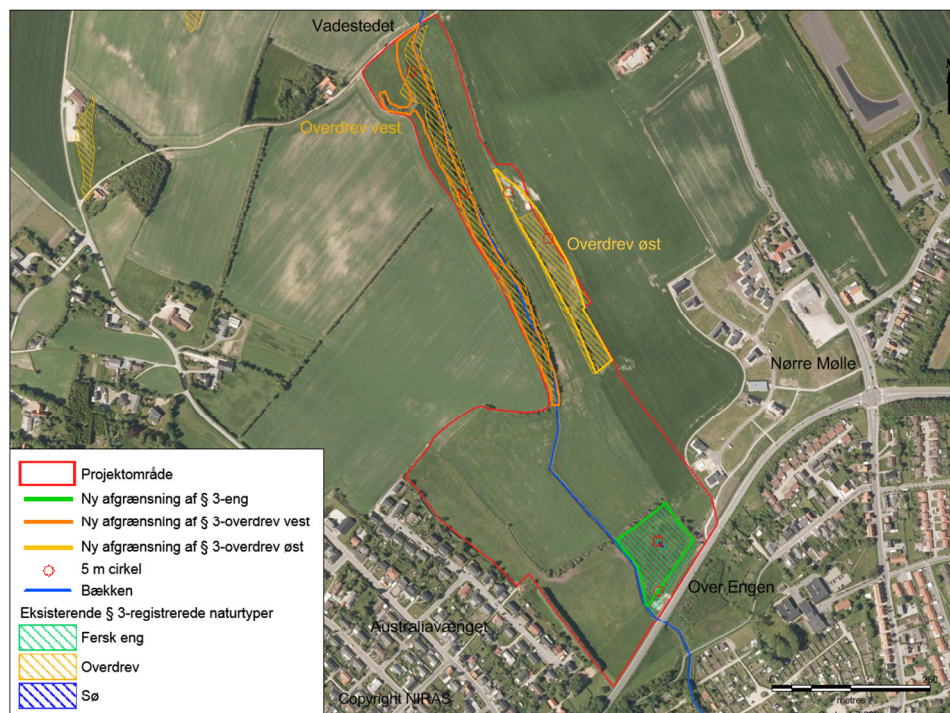 Vadestedet
Overdrev vest
Overdrev øst
Nørre Mølle
Over Engen
Australiavænget
Projektområde
Ny afgrænsning af § 3-eng
Ny afgrænsning af § 3-overdrev vest
Ny afgrænsning af § 3-overdrev øst
5 m cirkel
Bækken
Eksisterende § 3-registrerede naturtyper
Fersk eng
Overdrev
Sø
Copyright NIRAS
0
250
metres